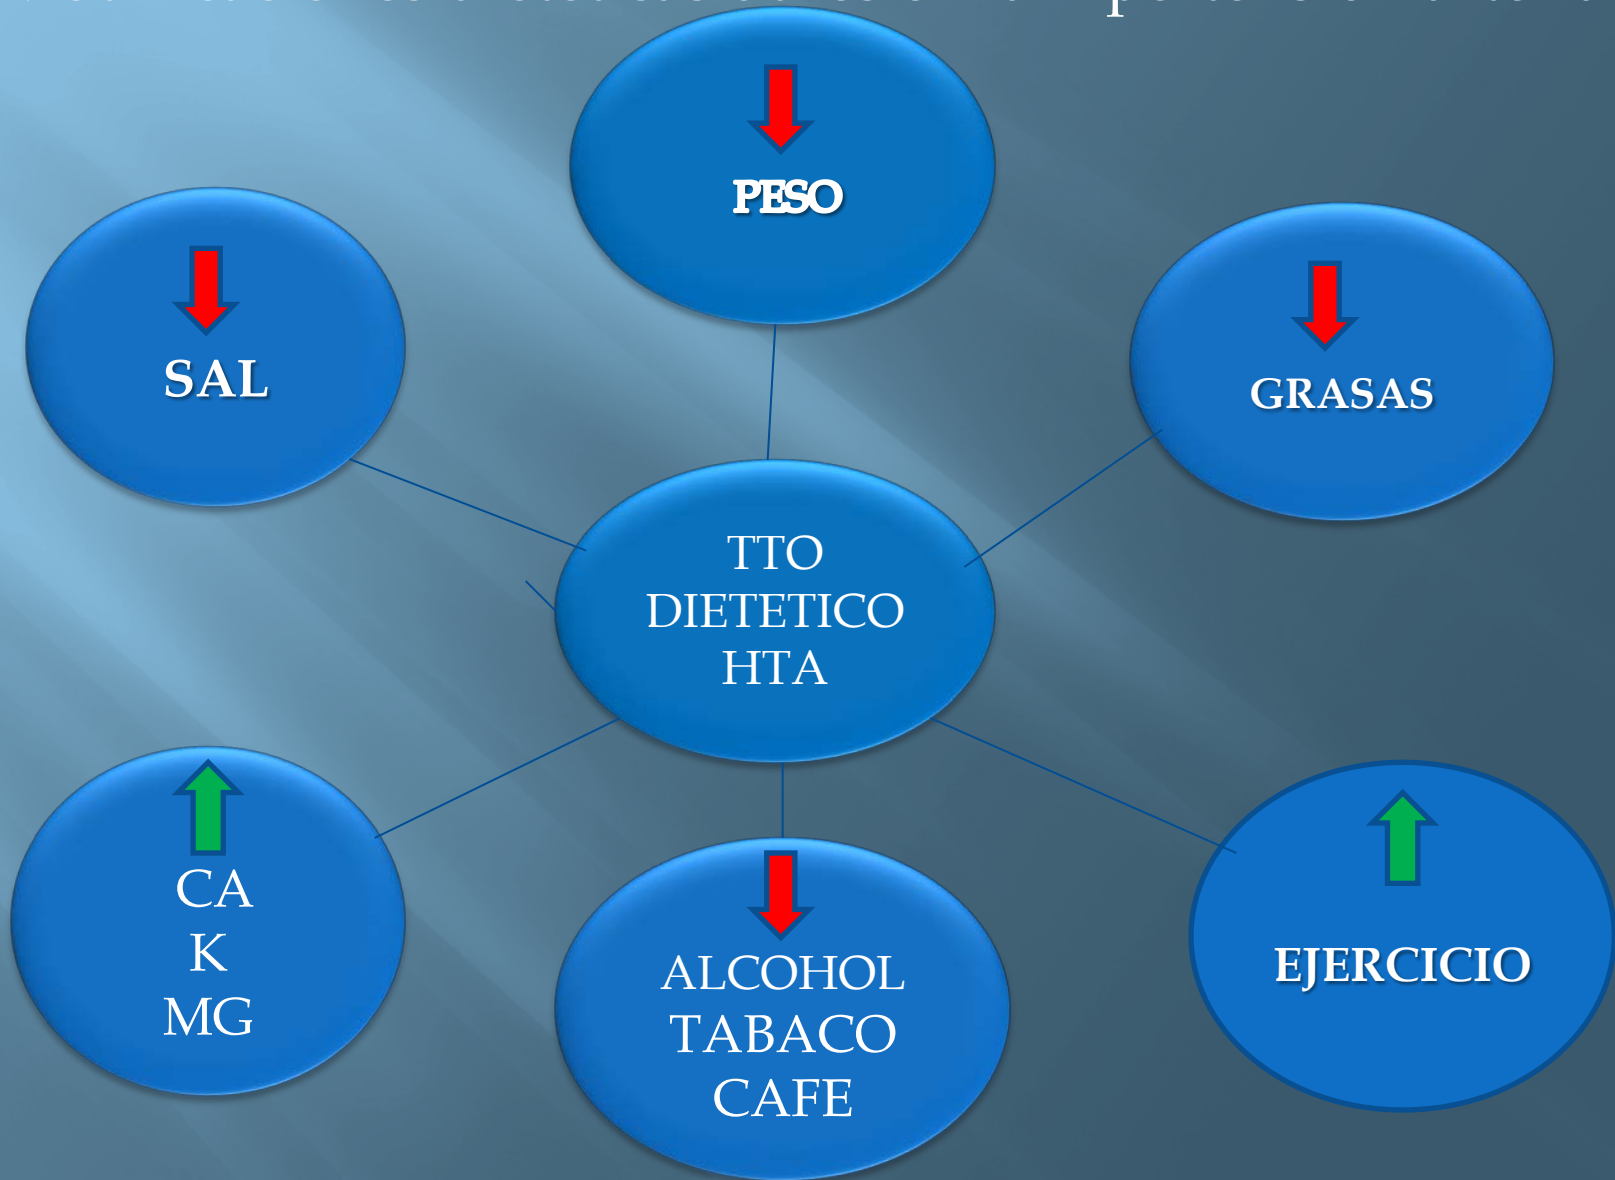 PESO
SAL
GRASAS
TTO
DIETETICO
HTA
CA
K
MG
ALCOHOL
TABACO
CAFE
EJERCICIO